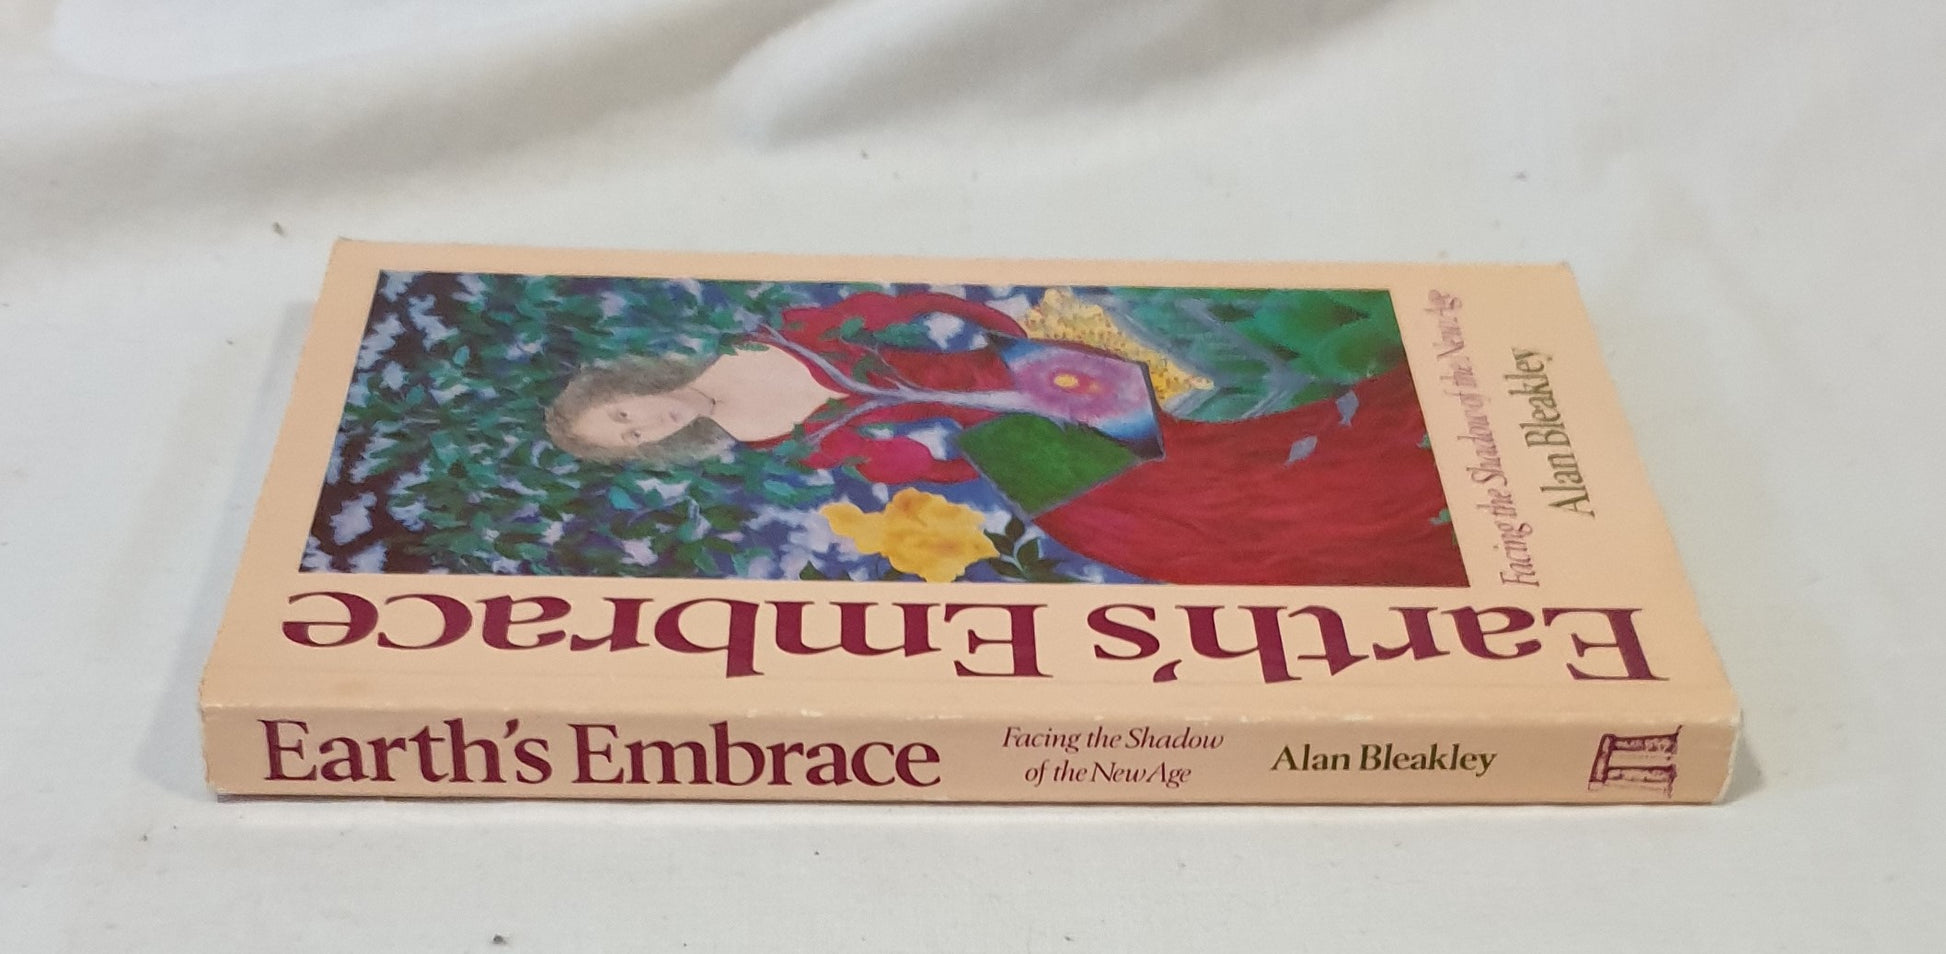 Facing the Shadow of the New Age
Alan Bleakley
Earth's Embrace
Earth's Embrace
Facing the Shadow
of the New Age
Alan Bleakley